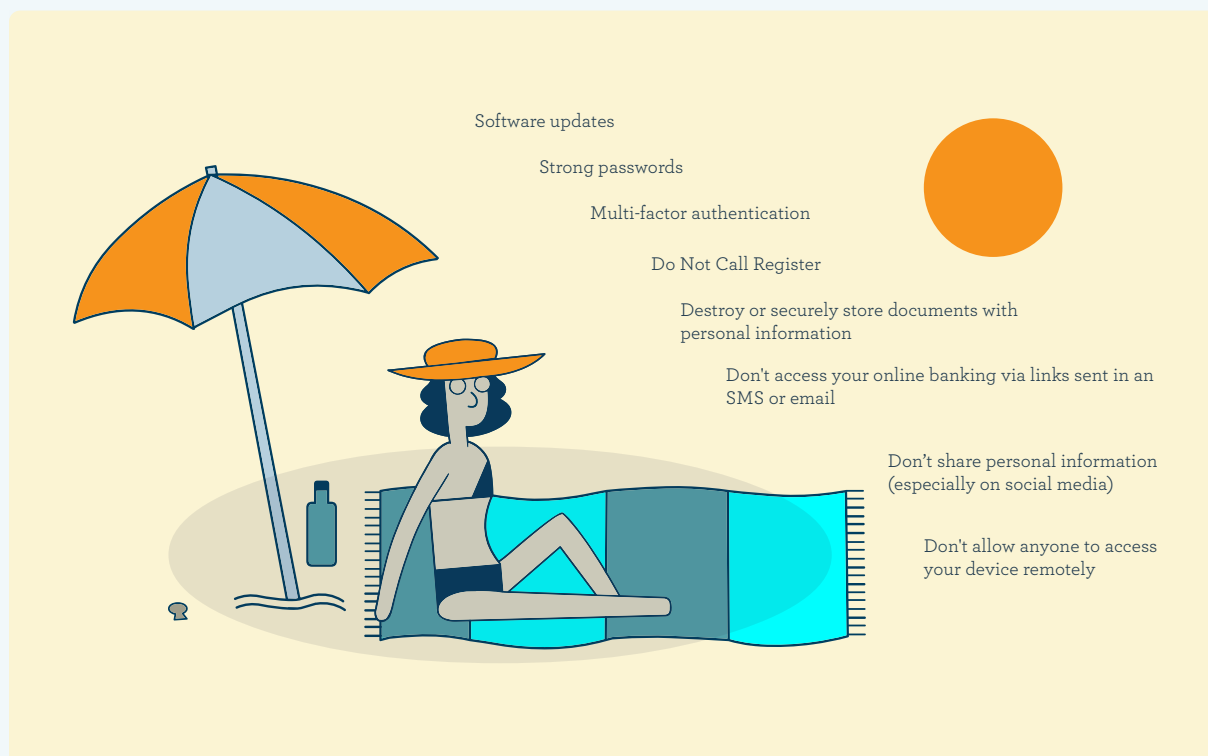 Software updates
Strong passwords
Multi-factor authentication
Do Not Call Register
Destroy or securely store documents with
personal information
Don't access your online banking via links sent in an
SMS or email
Don’t share personal information
(especially on social media)
Don't allow anyone to access
your device remotely